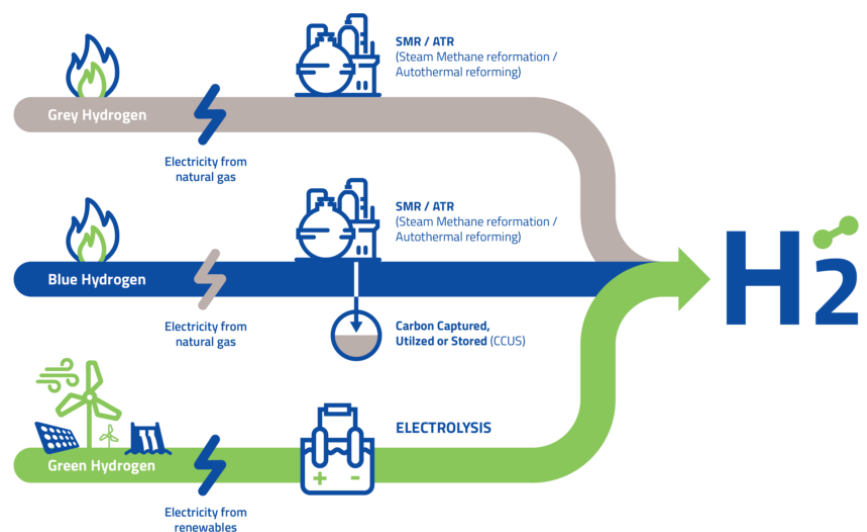 SMR / ATR
(Steam Methane reformation /
Autothermal reforming)
Grey Hydrogen
Electricity from
natural gas
SMR / ATR
(Steam Methane reformation /
Autothermal reforming)
Blue Hydrogen
H2
Electricity from
natural gas
Carbon Captured,
Utilzed or Stored (CCUS)
ELECTROLYSIS
Green Hydrogen
+ -
Electricity from
renewables